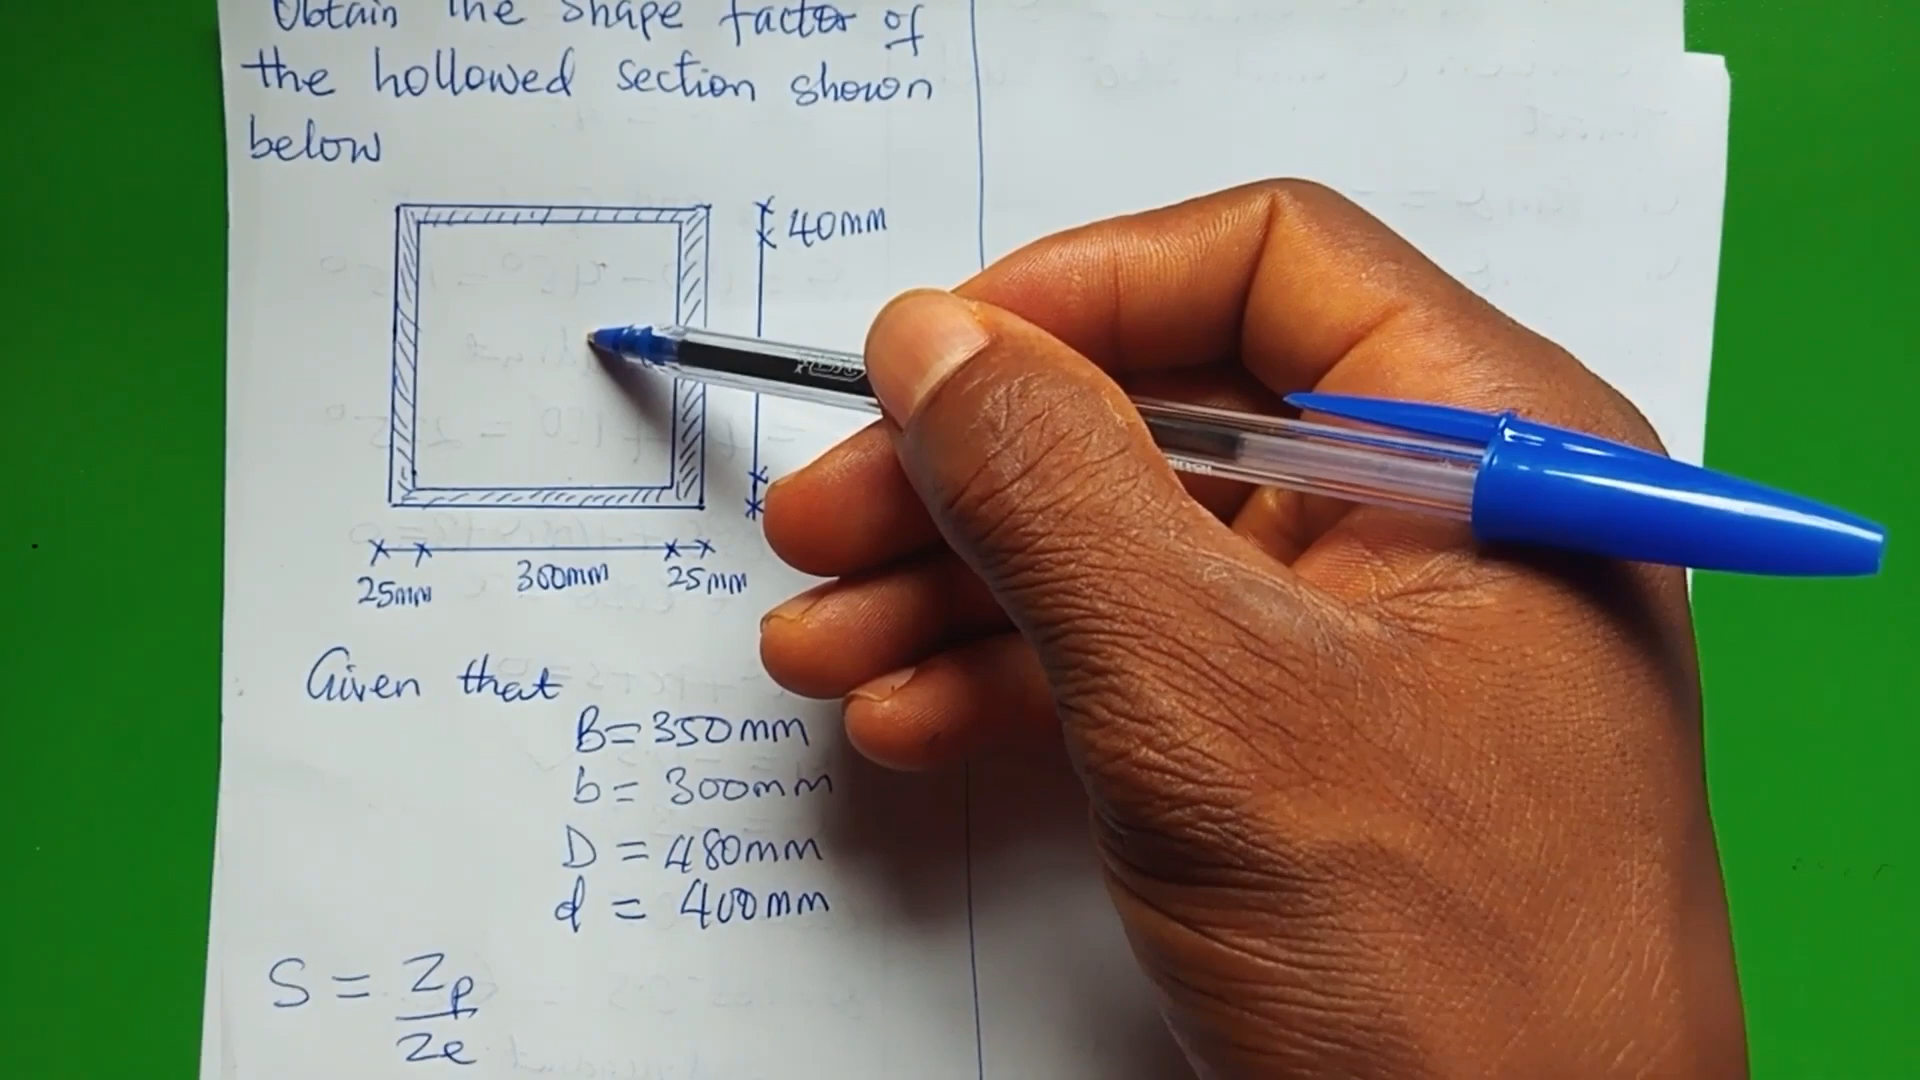 Obtain the shape factor of
the hollowed section shown
below
40mm
25mm 300mm 25mm
Given that
B=350mm
b= 300mm
D = 480mm
d = 400mm
S = Zp
Ze